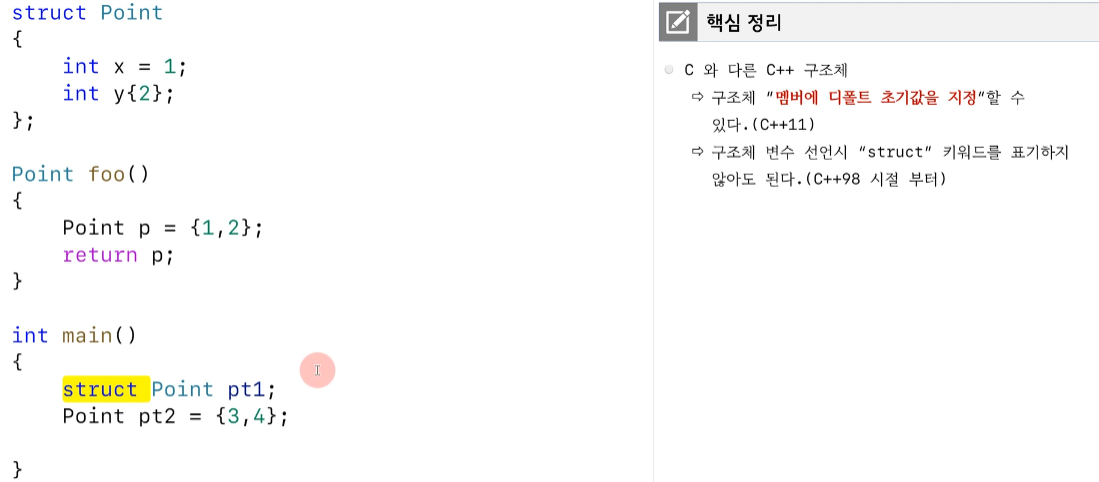 struct Point
{
    int x = 1;
    int y{2};
};

Point foo()
{
    Point p = {1,2};
    return p;
}

int main()
{
    struct Point pt1;
    Point pt2 = {3,4};

}
핵심 정리
C 와 다른 C++ 구조체
⇨ 구조체 "멤버에 디폴트 초기값을 지정"할 수
있다.(C++11)
⇨ 구조체 변수 선언시 "struct" 키워드를 표기하지
않아도 된다.(C++98 시절 부터)